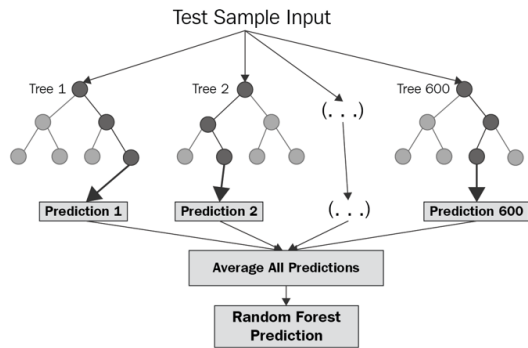 Test Sample Input
Tree 1
Tree 2
Tree 600
(. . .)
Prediction 1
Prediction 2
(. . .)
Prediction 600
Average All Predictions
Random Forest
Prediction